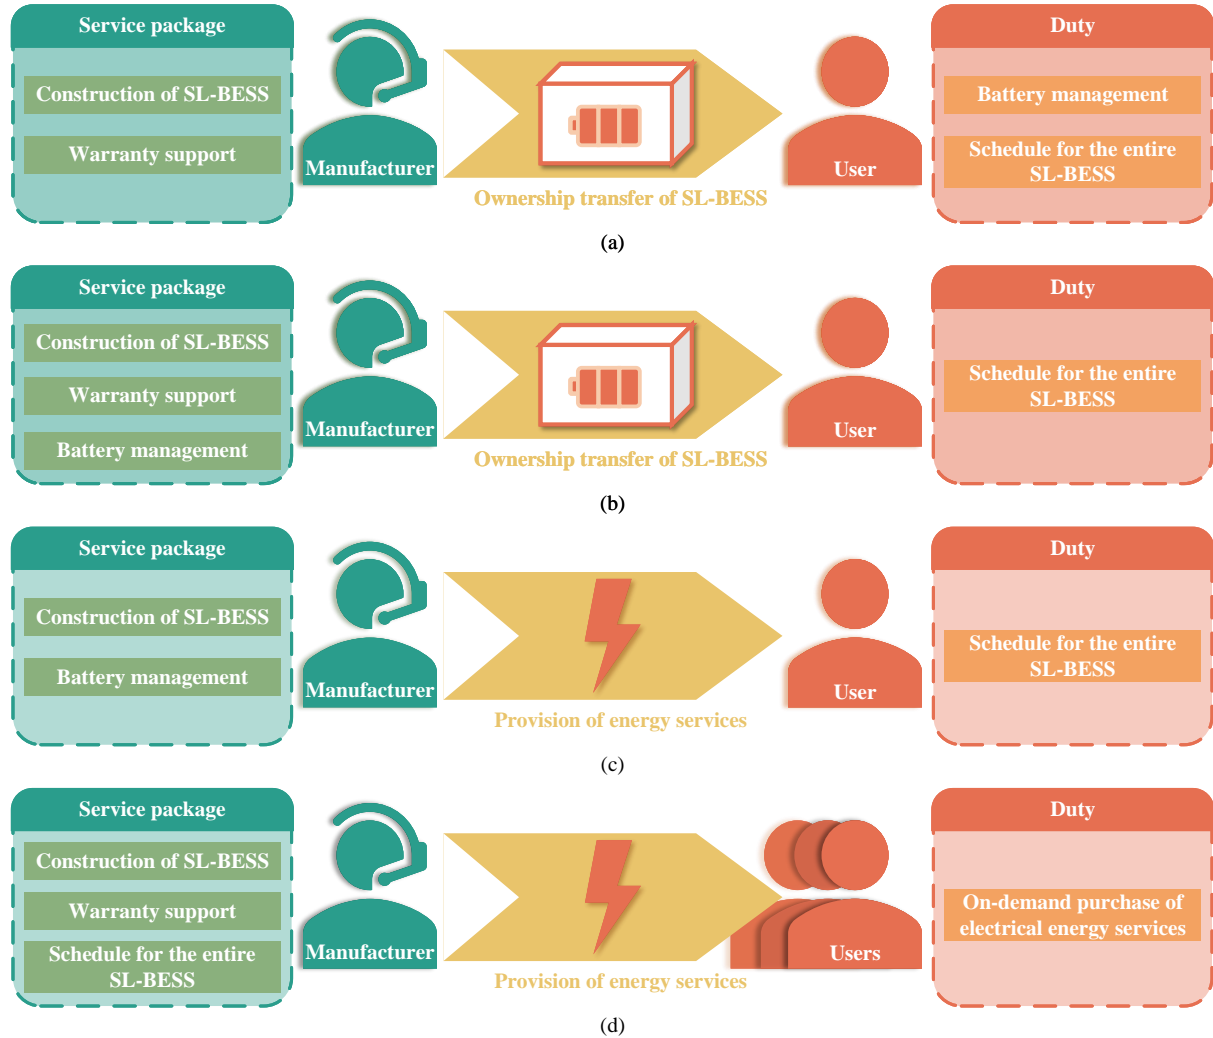 Service package
Construction of SL-BESS
Warranty support
Manufacturer
Ownership transfer of SL-BESS
User
Duty
Battery management
Schedule for the entire
SL-BESS
(a)
Service package
Construction of SL-BESS
Warranty support
Battery management
Manufacturer
Ownership transfer of SL-BESS
User
Duty
Schedule for the entire
SL-BESS
(b)
Service package
Construction of SL-BESS
Battery management
Manufacturer
Provision of energy services
User
Duty
Schedule for the entire
SL-BESS
(c)
Service package
Construction of SL-BESS
Warranty support
Schedule for the entire
SL-BESS
Manufacturer
Provision of energy services
Users
Duty
On-demand purchase of
electrical energy services
(d)